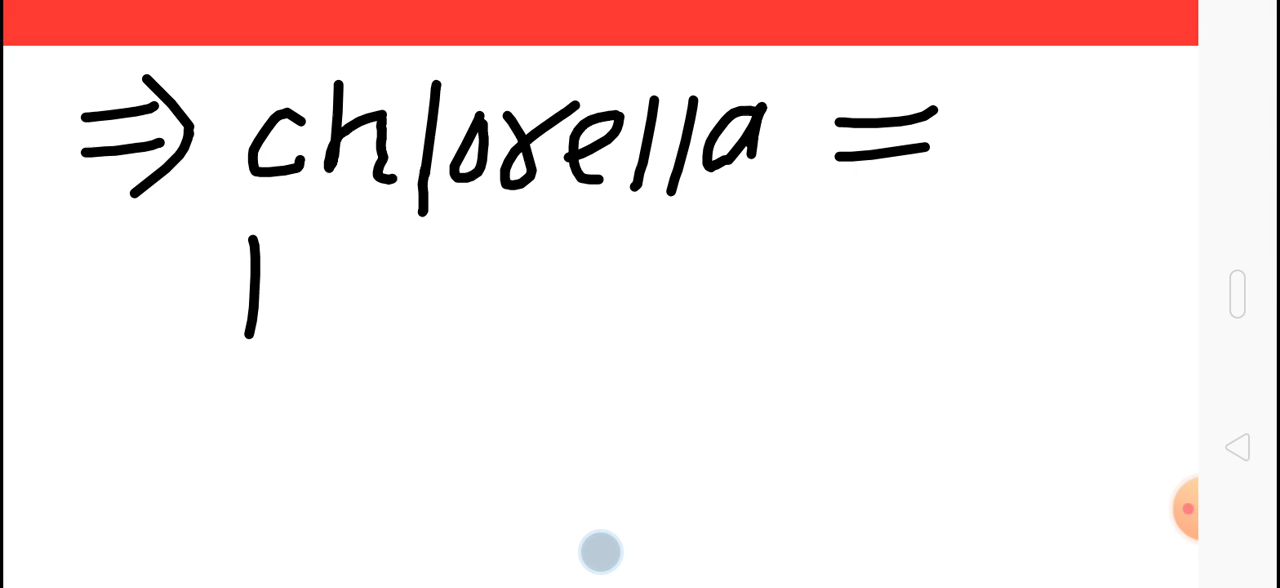 ⇒ chlorella =